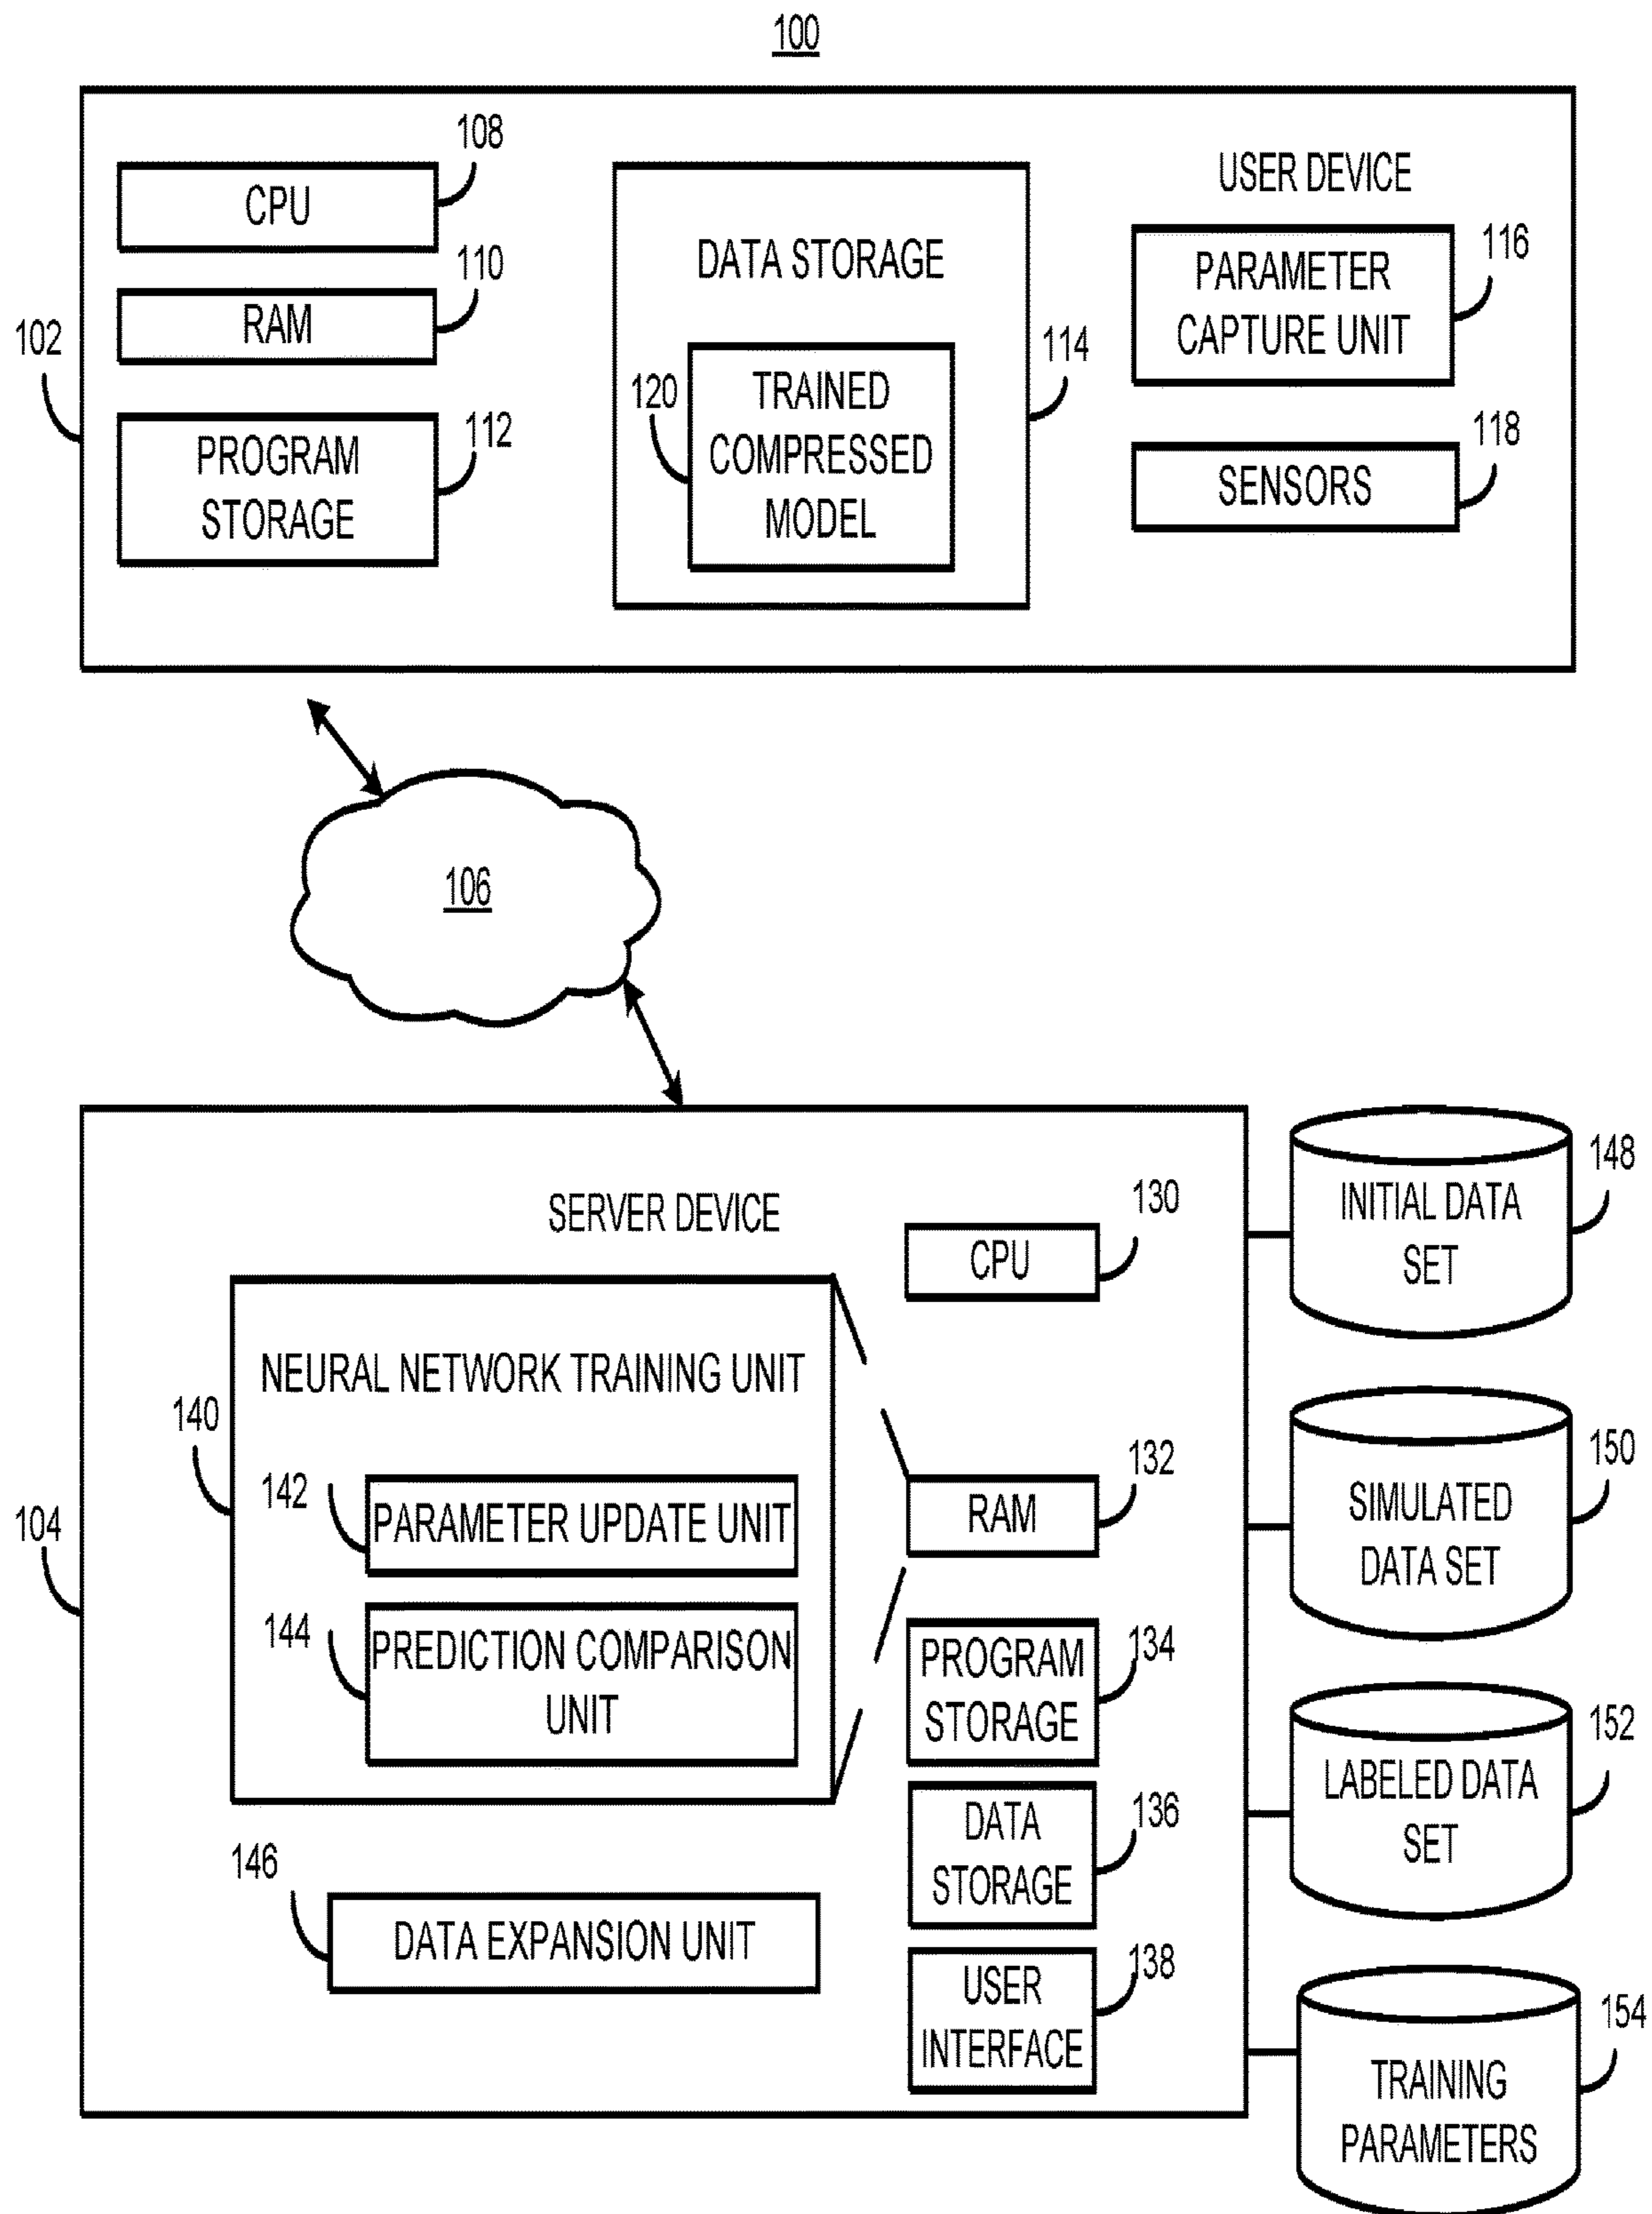 100
108
CPU
110
RAM
102
112
PROGRAM
STORAGE
DATA STORAGE
114
120
TRAINED
COMPRESSED
MODEL
USER DEVICE
116
PARAMETER
CAPTURE UNIT
118
SENSORS
106
SERVER DEVICE
130
CPU
NEURAL NETWORK TRAINING UNIT
140
142
PARAMETER UPDATE UNIT
104
144
PREDICTION COMPARISON
UNIT
132
RAM
134
PROGRAM
STORAGE
136
DATA
STORAGE
146
DATA EXPANSION UNIT
138
USER
INTERFACE
148
INITIAL DATA
SET
150
SIMULATED
DATA SET
152
LABELED DATA
SET
154
TRAINING
PARAMETERS